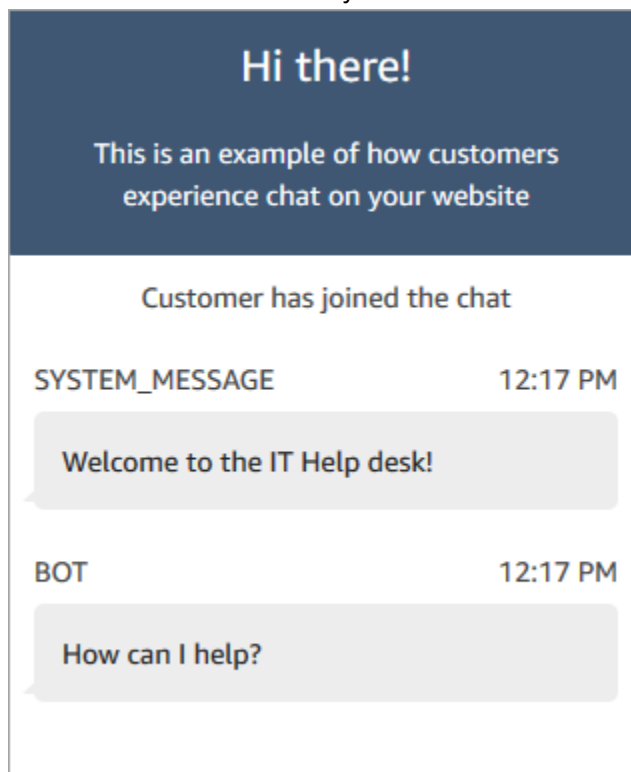 Hi there!
This is an example of how customers
experience chat on your website
Customer has joined the chat
SYSTEM_MESSAGE 12:17 PM
Welcome to the IT Help desk!
BOT 12:17 PM
How can I help?